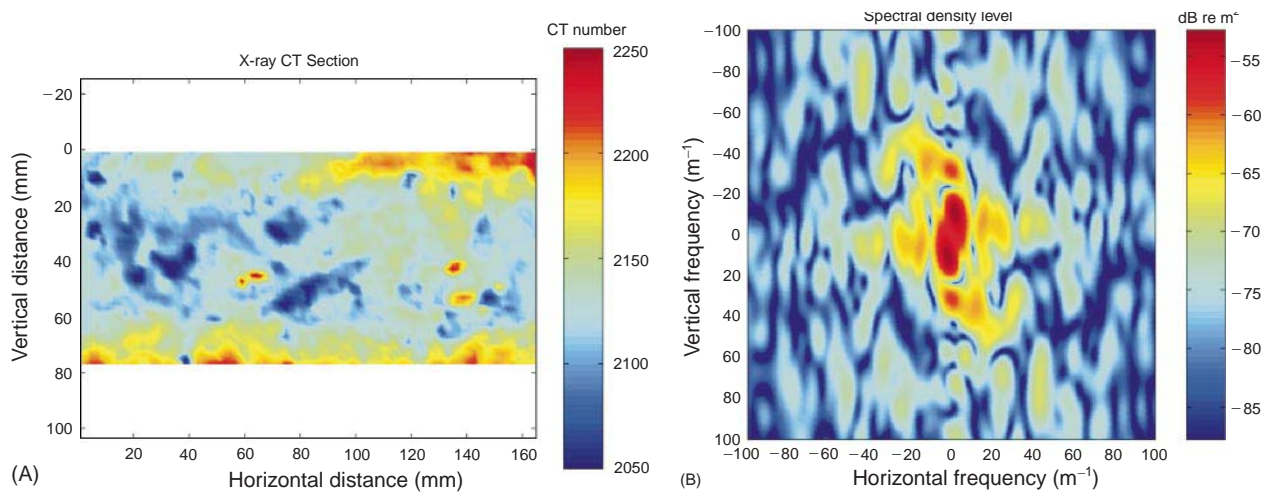 CT number
X-ray CT Section
2250
−20
0
2200
20
40
2150
60
80
2100
100
2050
20 40 60 80 100 120 140 160
Vertical distance (mm)
Horizontal distance (mm)
(A)
Spectral density level
dB re m²
−100
−80
−60
−40
−20
0
20
40
60
80
100
−55
−60
−65
−70
−75
−80
−85
−100 −80 −60 −40 −20 0 20 40 60 80 100
Vertical frequency (m⁻¹)
Horizontal frequency (m⁻¹)
(B)